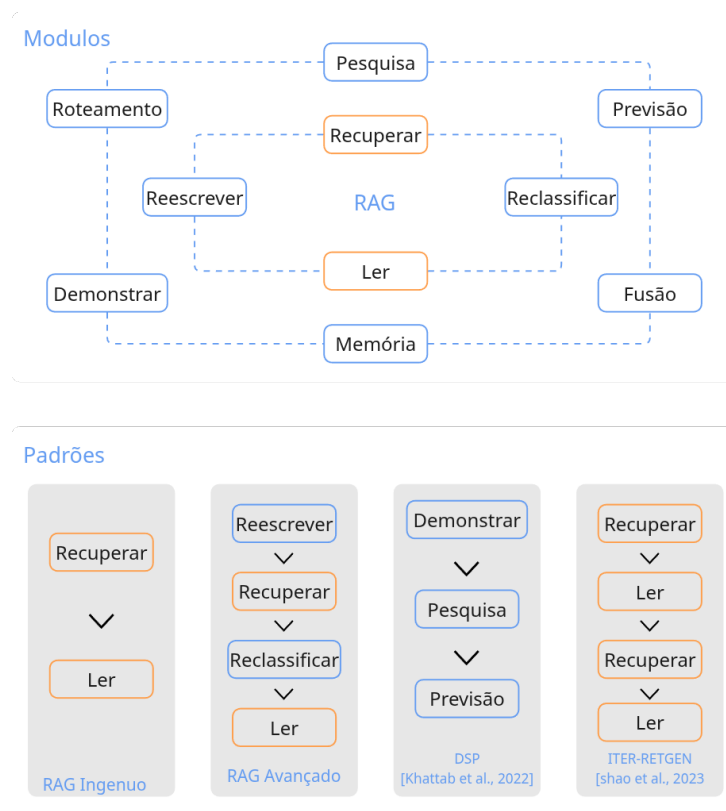 Modulos
Pesquisa
Roteamento
Previsão
Recuperar
Reescrever
RAG
Reclassificar
Ler
Demonstrar
Fusão
Memória
Padrões
Recuperar
Ler
RAG Ingenuo
Reescrever
Recuperar
Reclassificar
Ler
RAG Avançado
Demonstrar
Pesquisa
Previsão
DSP
[Khattab et al., 2022]
Recuperar
Ler
Recuperar
Ler
ITER-RETGEN
[shao et al., 2023